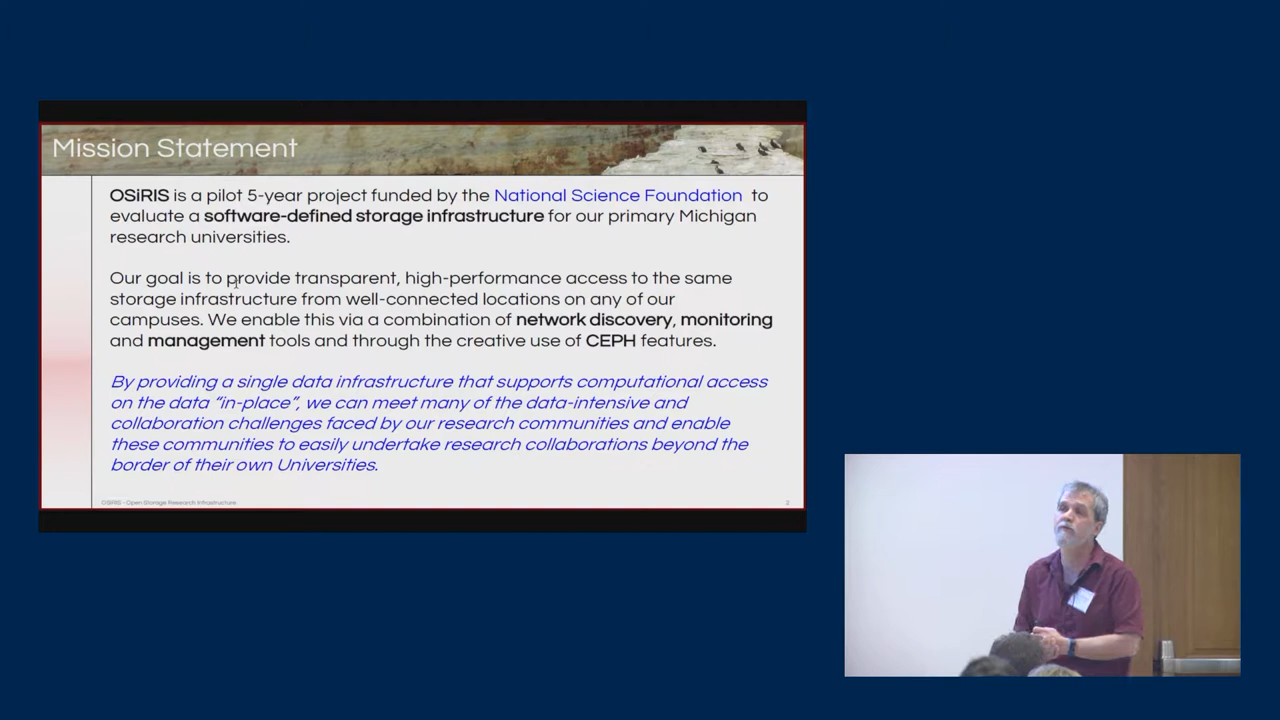 Mission Statement
OSiRIS is a pilot 5-year project funded by the National Science Foundation to
evaluate a software-defined storage infrastructure for our primary Michigan
research universities.
Our goal is to provide transparent, high-performance access to the same
storage infrastructure from well-connected locations on any of our
campuses. We enable this via a combination of network discovery, monitoring
and management tools and through the creative use of CEPH features.
By providing a single data infrastructure that supports computational access
on the data “in-place”, we can meet many of the data-intensive and
collaboration challenges faced by our research communities and enable
these communities to easily undertake research collaborations beyond the
border of their own Universities.
OSiRIS - Open Storage Research Infrastructure
2